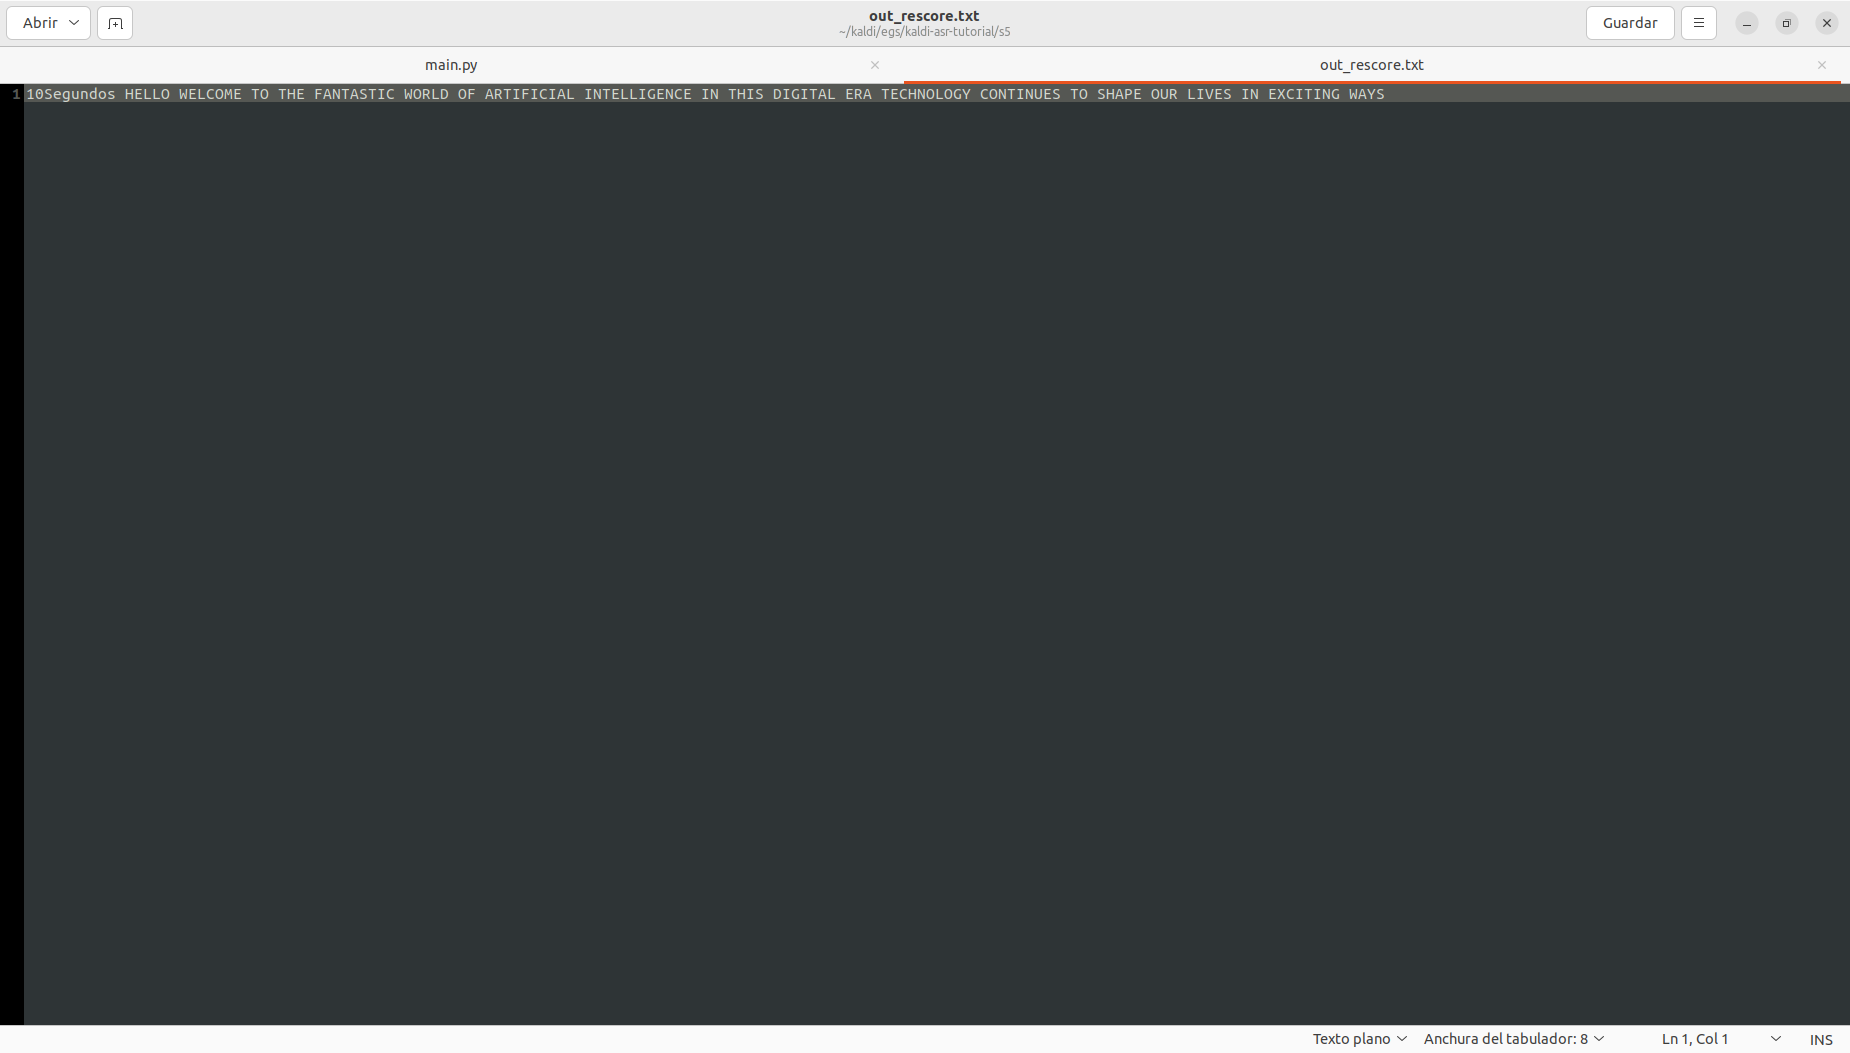 Abrir
out_rescore.txt
~/kaldi/egs/kaldi-asr-tutorial/s5
Guardar
main.py
out_rescore.txt
1 10Segundos HELLO WELCOME TO THE FANTASTIC WORLD OF ARTIFICIAL INTELLIGENCE IN THIS DIGITAL ERA TECHNOLOGY CONTINUES TO SHAPE OUR LIVES IN EXCITING WAYS
Texto plano Anchura del tabulador: 8 Ln 1, Col 1 INS